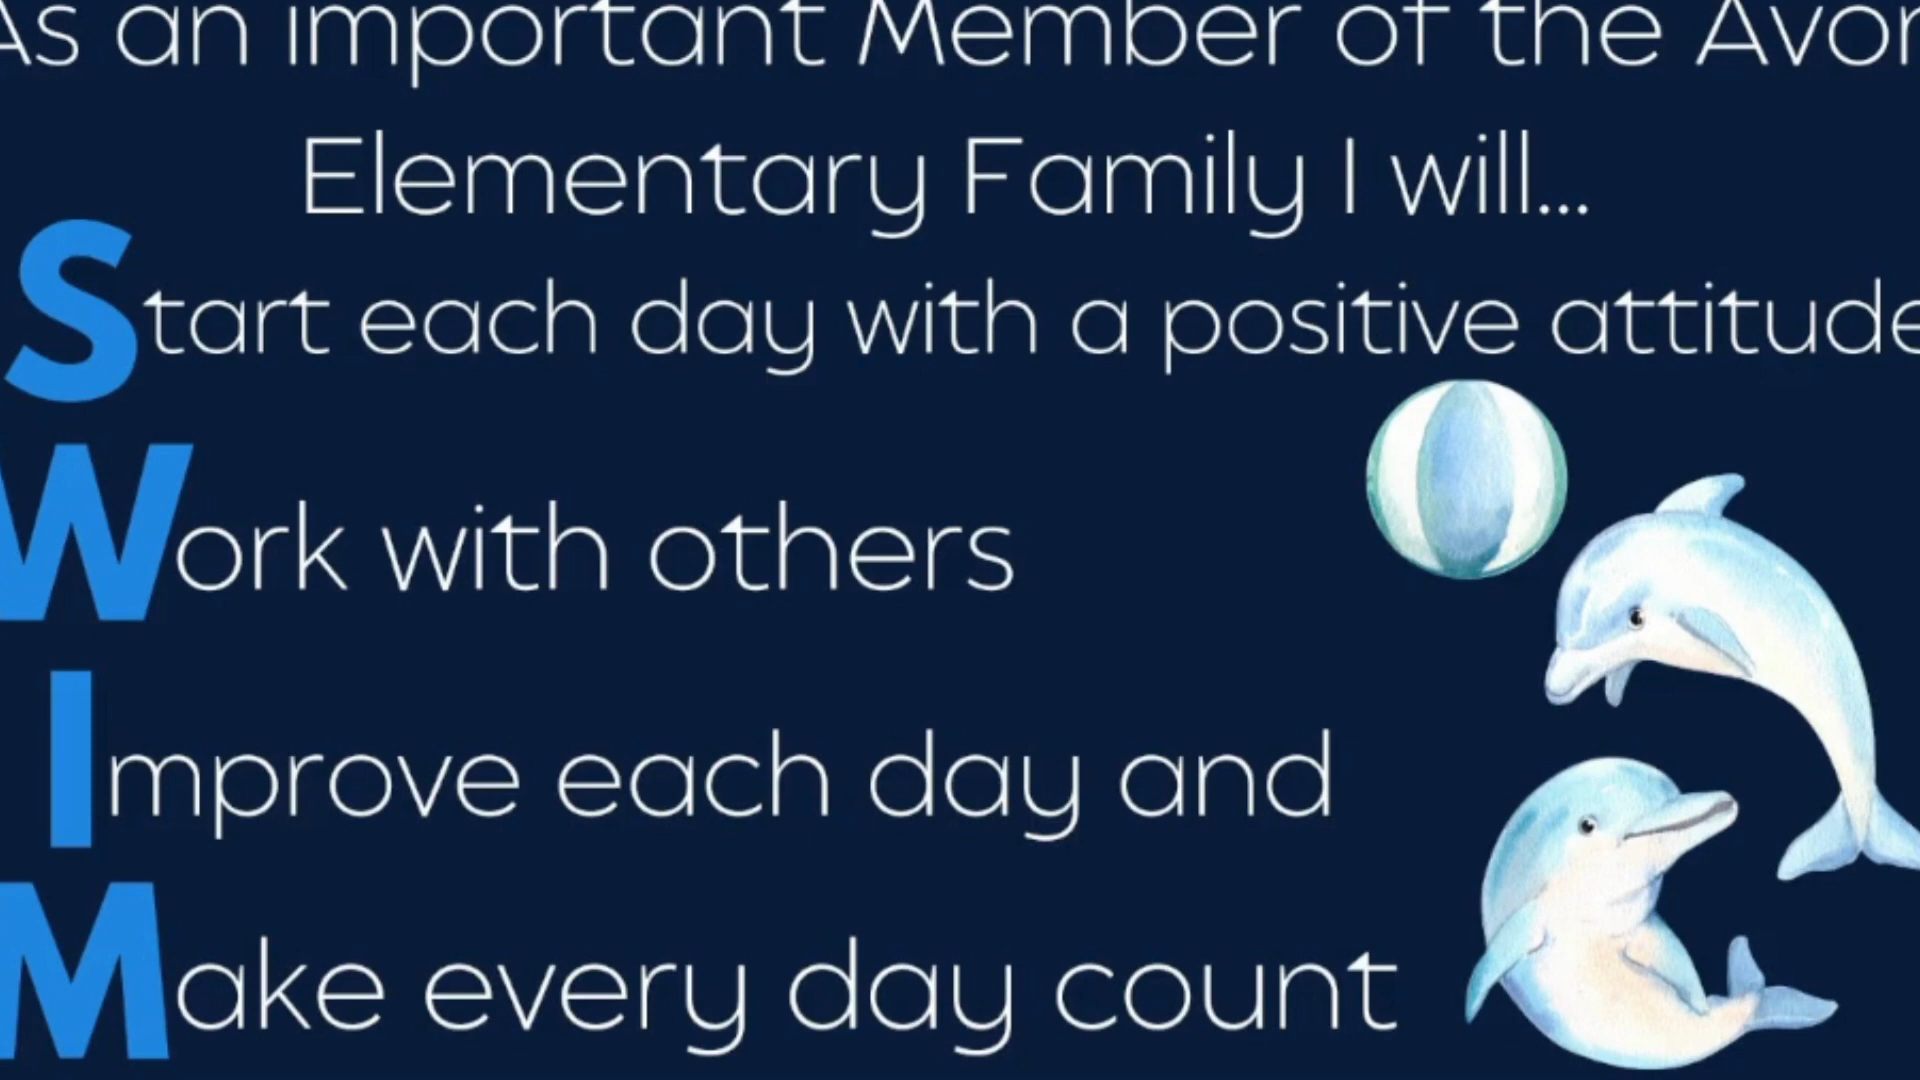 As an important Member of the Avon
Elementary Family I will...
Start each day with a positive attitude
Work with others
Improve each day and
Make every day count